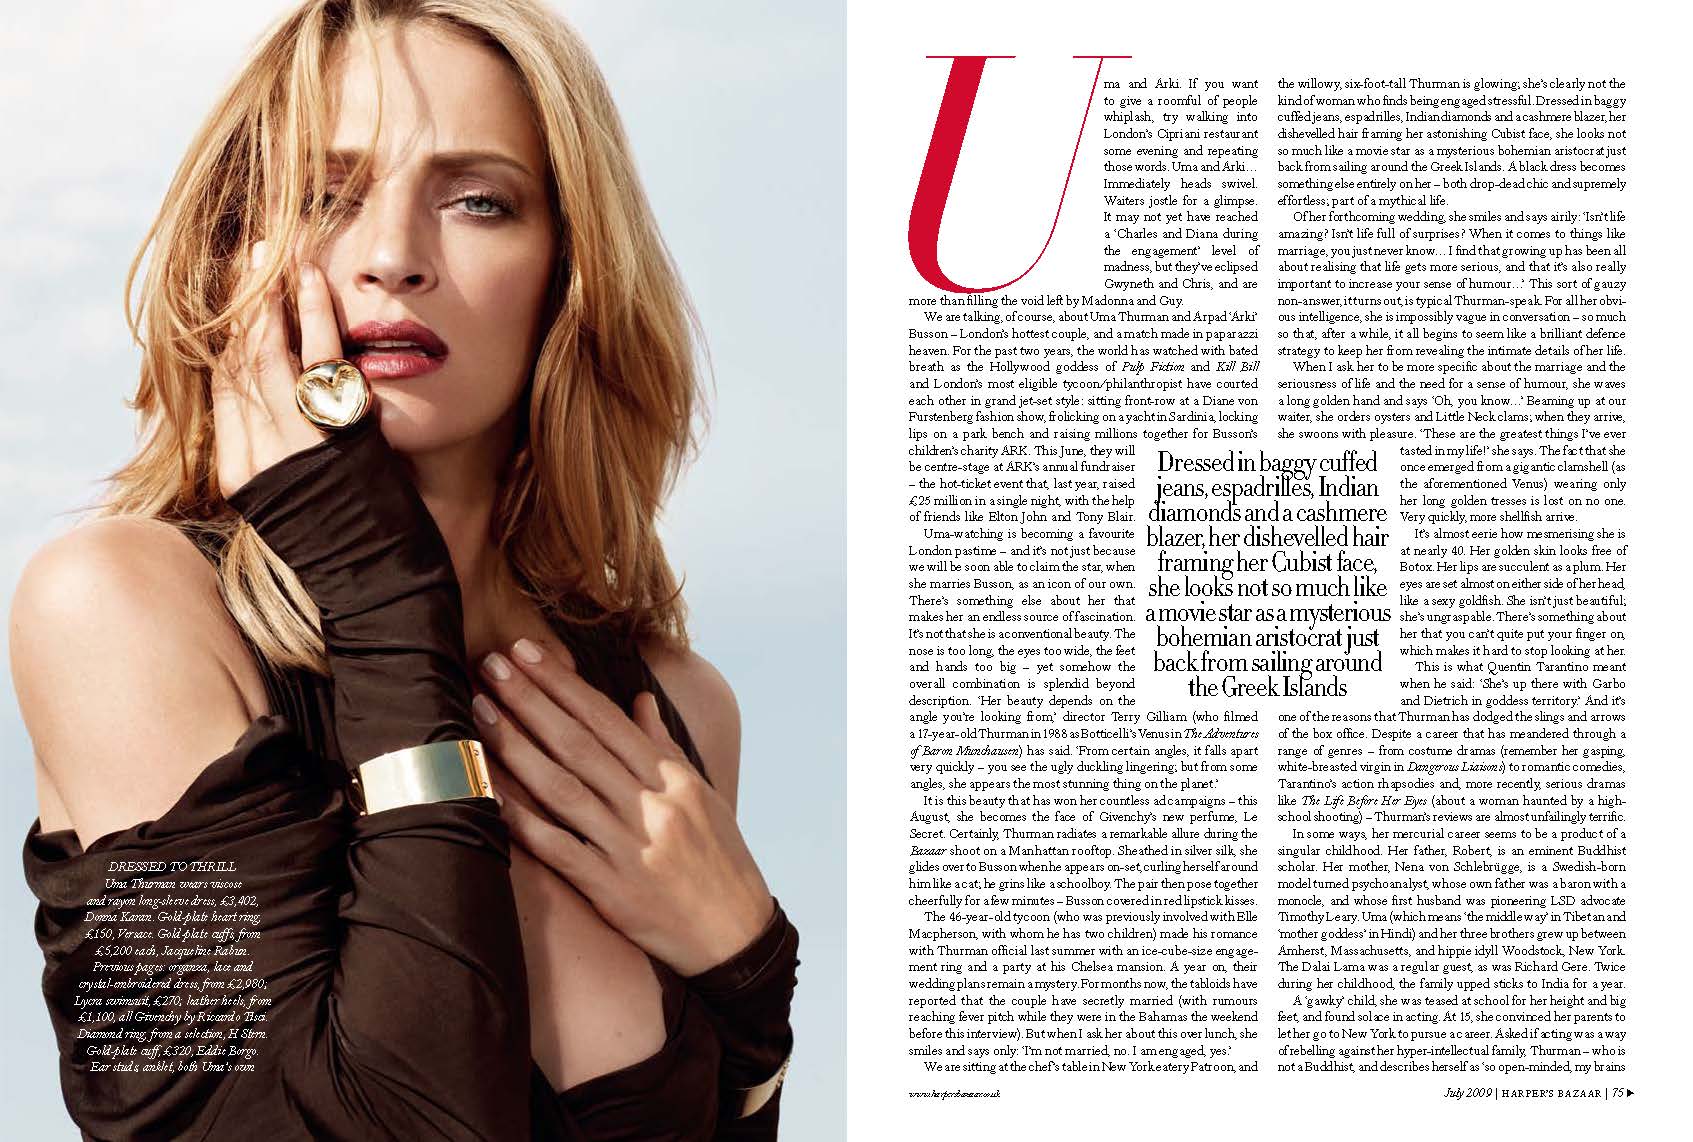 DRESSED TO THRILL
Uma Thurman wears viscose
and rayon long-sleeve dress, £3,402,
Donna Karan. Gold-plate heart ring,
£150, Versace. Gold-plate cuffs, from
£5,200 each, Jacqueline Rabun.
Previous pages: organza, lace and
crystal-embroidered dress, from £2,980;
Lycra swimsuit, £270; leather heels, from
£1,100, all Givenchy by Riccardo Tisci.
Diamond ring, from a selection, H Stern.
Gold-plate cuff, £320, Eddie Borgo.
Ear studs, anklet, both Uma's own
Uma and Arki. If you want
to give a roomful of people
whiplash, try walking into
London's Cipriani restaurant
some evening and repeating
those words. Uma and Arki…
Immediately heads swivel.
Waiters jostle for a glimpse.
It may not yet have reached
a 'Charles and Diana during
the engagement' level of
madness, but they've eclipsed
Gwyneth and Chris, and are
more than filling the void left by Madonna and Guy.
We are talking, of course, about Uma Thurman and Arpad 'Arki'
Busson – London's hottest couple, and a match made in paparazzi
heaven. For the past two years, the world has watched with bated
breath as the Hollywood goddess of Pulp Fiction and Kill Bill
and London's most eligible tycoon/philanthropist have courted
each other in grand jet-set style: sitting front-row at a Diane von
Furstenberg fashion show, frolicking on a yacht in Sardinia, locking
lips on a park bench and raising millions together for Busson's
children's charity ARK. This June, they will
be centre-stage at ARK's annual fundraiser
– the hot-ticket event that, last year, raised
£25 million in a single night, with the help
of friends like Elton John and Tony Blair.
Uma-watching is becoming a favourite
London pastime – and it's not just because
we will be soon able to claim the star, when
she marries Busson, as an icon of our own.
There's something else about her that
makes her an endless source of fascination.
It's not that she is a conventional beauty. The
nose is too long, the eyes too wide, the feet
and hands too big – yet somehow the
overall combination is splendid beyond
description. 'Her beauty depends on the
angle you're looking from,' director Terry Gilliam (who filmed
a 17-year-old Thurman in 1988 as Botticelli's Venus in The Adventures
of Baron Munchausen) has said. 'From certain angles, it falls apart
very quickly – you see the ugly duckling lingering; but from some
angles, she appears the most stunning thing on the planet.'
It is this beauty that has won her countless ad campaigns – this
August, she becomes the face of Givenchy's new perfume, Le
Secret. Certainly, Thurman radiates a remarkable allure during the
Bazaar shoot on a Manhattan rooftop. Sheathed in silver silk, she
glides over to Busson when he appears on-set, curling herself around
him like a cat; he grins like a schoolboy. The pair then pose together
cheerfully for a few minutes – Busson covered in red lipstick kisses.
The 46-year-old tycoon (who was previously involved with Elle
Macpherson, with whom he has two children) made his romance
with Thurman official last summer with an ice-cube-size engage-
ment ring and a party at his Chelsea mansion. A year on, their
wedding plans remain a mystery. For months now, the tabloids have
reported that the couple have secretly married (with rumours
reaching fever pitch while they were in the Bahamas the weekend
before this interview). But when I ask her about this over lunch, she
smiles and says only: 'I'm not married, no. I am engaged, yes.'
We are sitting at the chef's table in New York eatery Patroon, and
Dressed in baggy cuffed
jeans, espadrilles, Indian
diamonds and a cashmere
blazer, her dishevelled hair
framing her Cubist face,
she looks not so much like
a movie star as a mysterious
bohemian aristocrat just
back from sailing around
the Greek Islands
the willowy, six-foot-tall Thurman is glowing; she's clearly not the
kind of woman who finds being engaged stressful. Dressed in baggy
cuffed jeans, espadrilles, Indian diamonds and a cashmere blazer, her
dishevelled hair framing her astonishing Cubist face, she looks not
so much like a movie star as a mysterious bohemian aristocrat just
back from sailing around the Greek Islands. A black dress becomes
something else entirely on her – both drop-dead chic and supremely
effortless; part of a mythical life.
Of her forthcoming wedding, she smiles and says airily: 'Isn't life
amazing? Isn't life full of surprises? When it comes to things like
marriage, you just never know… I find that growing up has been all
about realising that life gets more serious, and that it's also really
important to increase your sense of humour…' This sort of gauzy
non-answer, it turns out, is typical Thurman-speak. For all her obvi-
ous intelligence, she is impossibly vague in conversation – so much
so that, after a while, it all begins to seem like a brilliant defence
strategy to keep her from revealing the intimate details of her life.
When I ask her to be more specific about the marriage and the
seriousness of life and the need for a sense of humour, she waves
a long golden hand and says 'Oh, you know…' Beaming up at our
waiter, she orders oysters and Little Neck clams; when they arrive,
she swoons with pleasure. 'These are the greatest things I've ever
tasted in my life!' she says. The fact that she
once emerged from a gigantic clamshell (as
the aforementioned Venus) wearing only
her long golden tresses is lost on no one.
Very quickly, more shellfish arrive.
It's almost eerie how mesmerising she is
at nearly 40. Her golden skin looks free of
Botox. Her lips are succulent as a plum. Her
eyes are set almost on either side of her head,
like a sexy goldfish. She isn't just beautiful;
she's ungraspable. There's something about
her that you can't quite put your finger on,
which makes it hard to stop looking at her.
This is what Quentin Tarantino meant
when he said: 'She's up there with Garbo
and Dietrich in goddess territory.' And it's
one of the reasons that Thurman has dodged the slings and arrows
of the box office. Despite a career that has meandered through a
range of genres – from costume dramas (remember her gasping,
white-breasted virgin in Dangerous Liaisons) to romantic comedies,
Tarantino's action rhapsodies and, more recently, serious dramas
like The Life Before Her Eyes (about a woman haunted by a high-
school shooting) – Thurman's reviews are almost unfailingly terrific.
In some ways, her mercurial career seems to be a product of a
singular childhood. Her father, Robert, is an eminent Buddhist
scholar. Her mother, Nena von Schlebrügge, is a Swedish-born
model turned psychoanalyst, whose own father was a baron with a
monocle, and whose first husband was pioneering LSD advocate
Timothy Leary. Uma (which means 'the middle way' in Tibetan and
'mother goddess' in Hindi) and her three brothers grew up between
Amherst, Massachusetts, and hippie idyll Woodstock, New York.
The Dalai Lama was a regular guest, as was Richard Gere. Twice
during her childhood, the family upped sticks to India for a year.
A 'gawky' child, she was teased at school for her height and big
feet, and found solace in acting. At 15, she convinced her parents to
let her go to New York to pursue a career. Asked if acting was a way
of rebelling against her hyper-intellectual family, Thurman – who is
not a Buddhist, and describes herself as 'so open-minded, my brains
www.harpersbazaar.co.uk
July 2009 | HARPER'S BAZAAR | 75